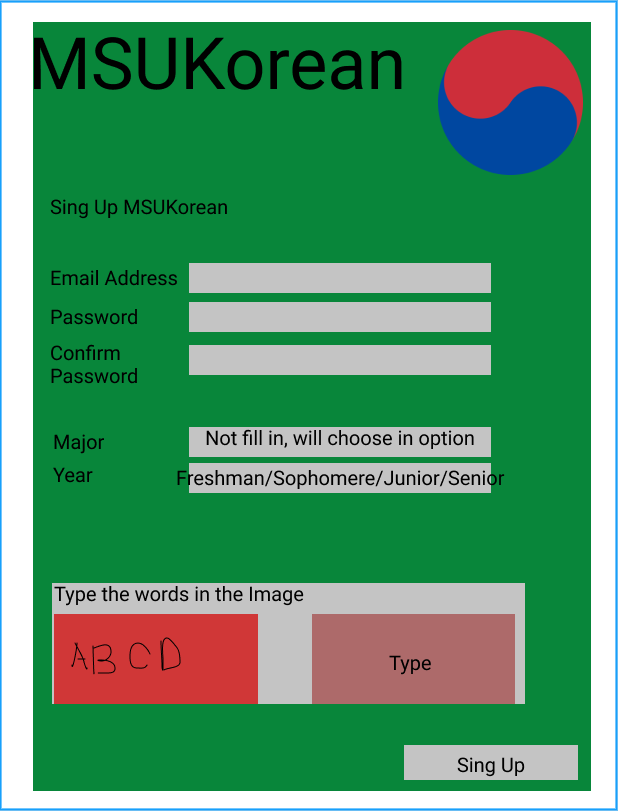 MSUKorean
Sing Up MSUKorean
Email Address
Password
Confirm
Password
Major Not fill in, will choose in option
Year Freshman/Sophomere/Junior/Senior
Type the words in the Image
ABCD Type
Sing Up